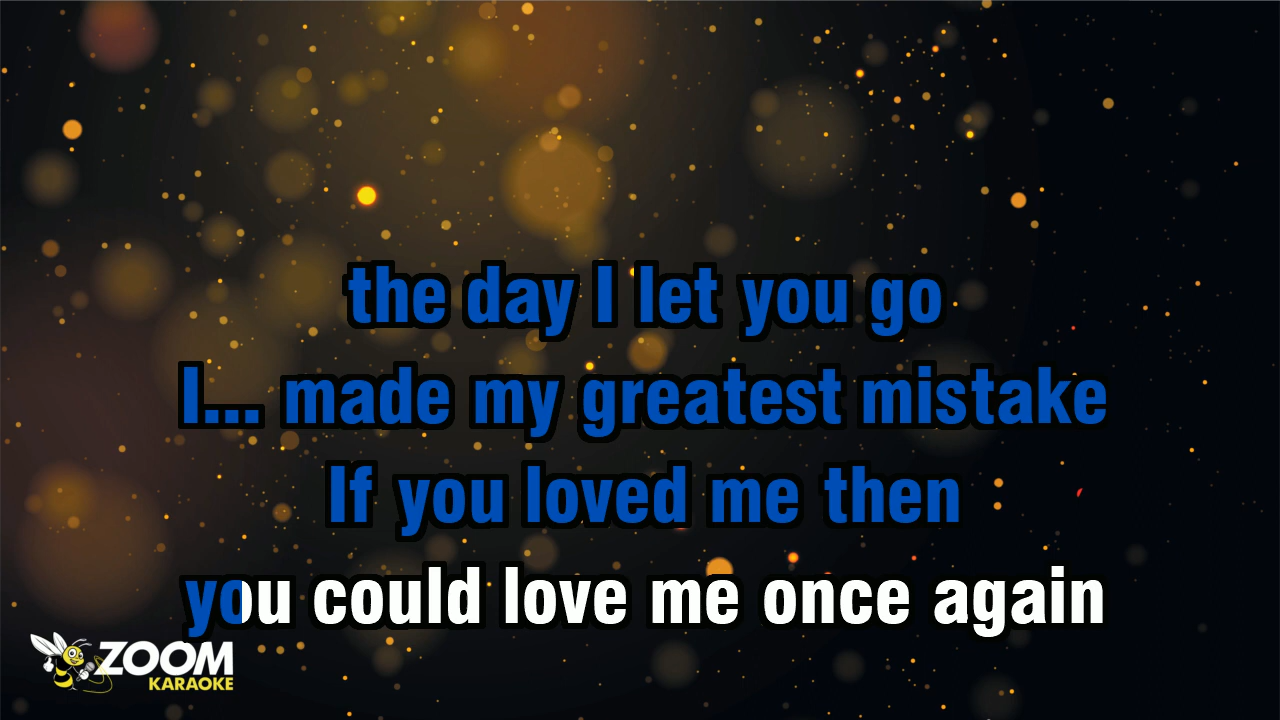 the day I let you go
I... made my greatest mistake
If you loved me then
you could love me once again
ZOOM
KARAOKE